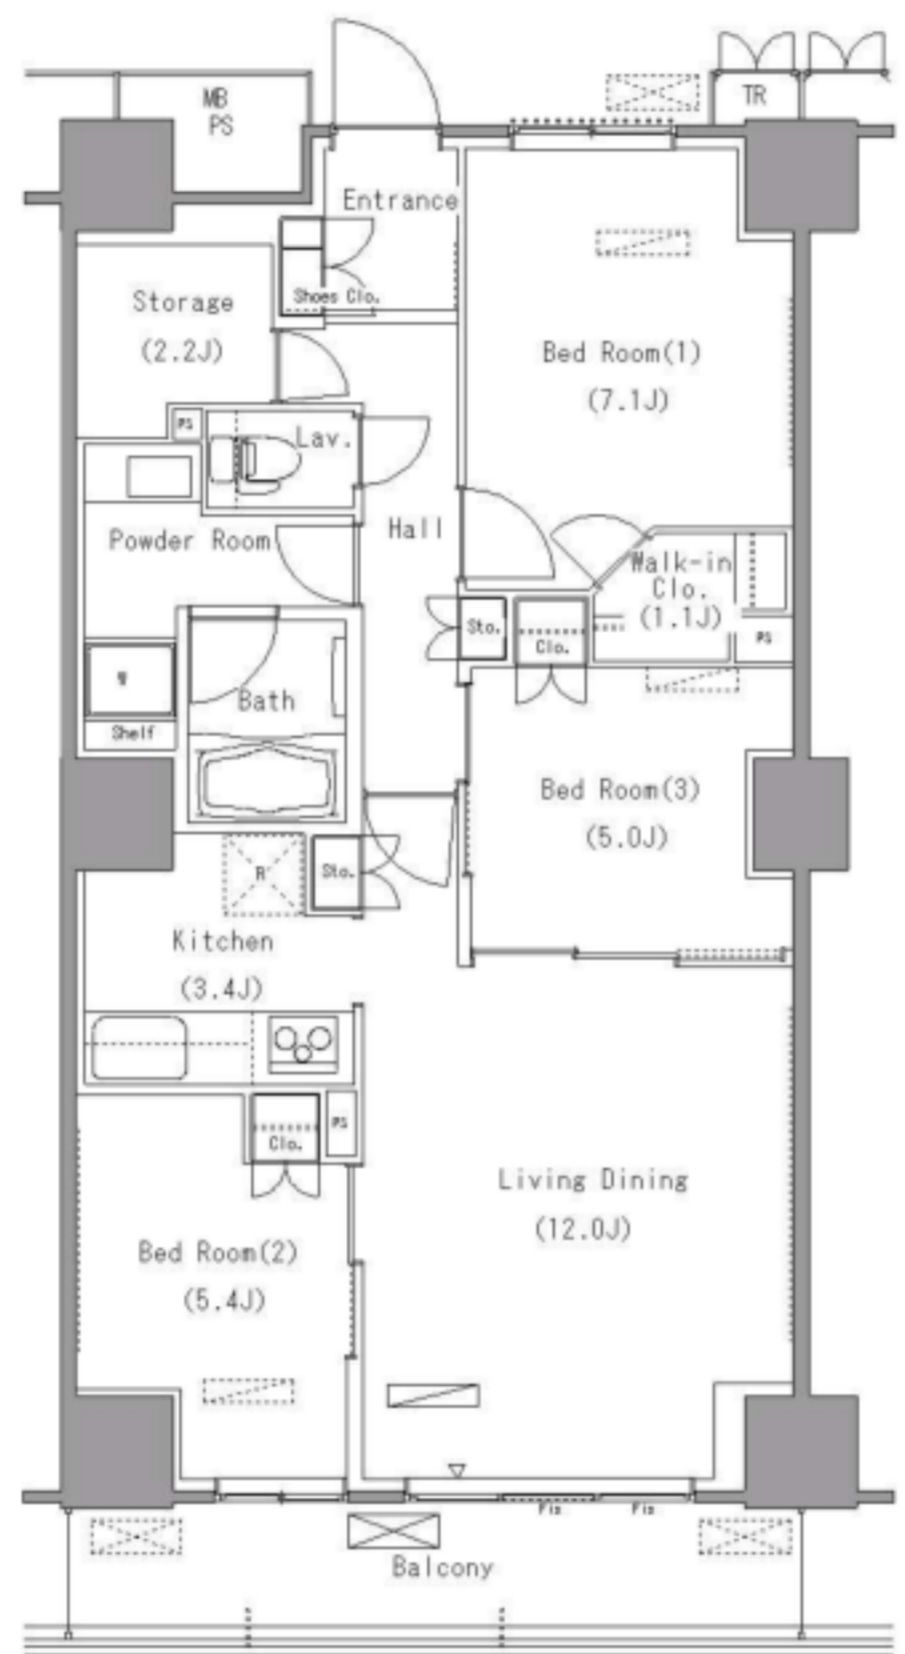 MB
PS
TR
Entrance
Shoes Clo.
Storage
(2.2J)
Bed Room(1)
(7.1J)
PS
Lav.
Hall
Powder Room
Walk-in
Clo.
(1.1J)
Sto.
Clo.
PS
W
Shelf
Bath
Bed Room(3)
(5.0J)
R
Sto.
Kitchen
(3.4J)
Clo.
PS
Living Dining
(12.0J)
Bed Room(2)
(5.4J)
Fix
Fix
Balcony